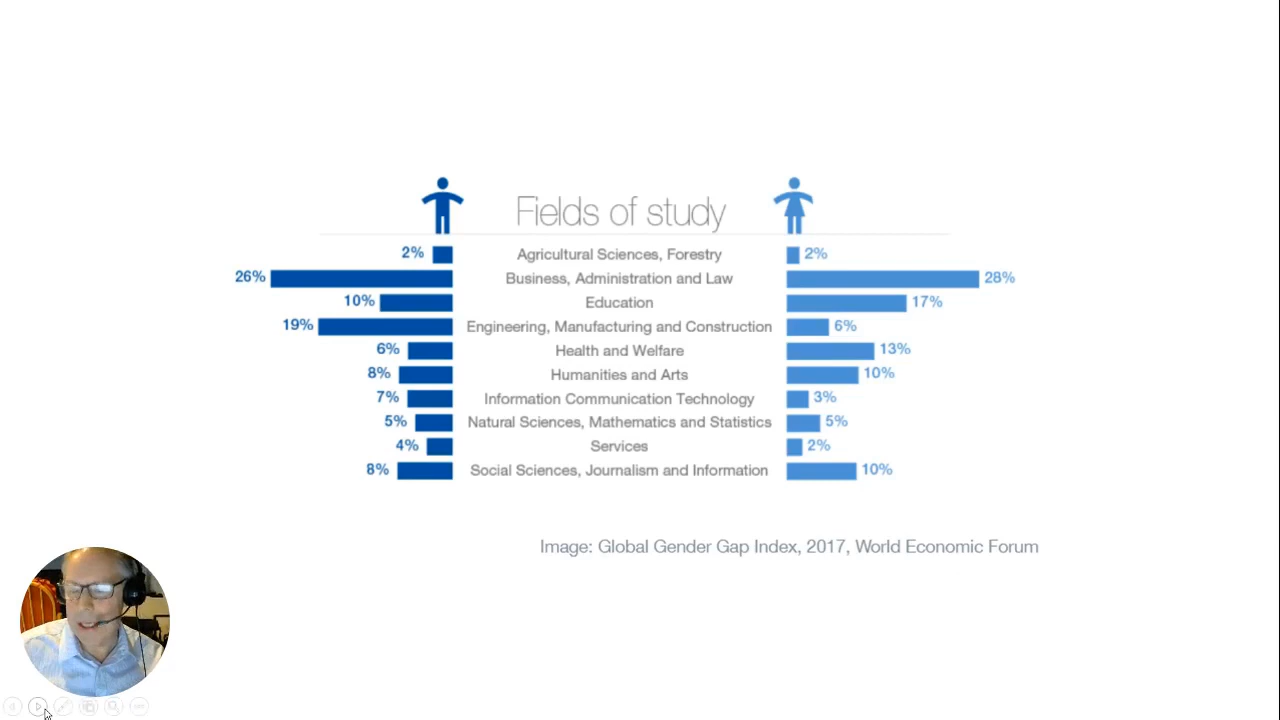 Fields of study
2% Agricultural Sciences, Forestry 2%
26% Business, Administration and Law 28%
10% Education 17%
19% Engineering, Manufacturing and Construction 6%
6% Health and Welfare 13%
8% Humanities and Arts 10%
7% Information Communication Technology 3%
5% Natural Sciences, Mathematics and Statistics 5%
4% Services 2%
8% Social Sciences, Journalism and Information 10%
Image: Global Gender Gap Index, 2017, World Economic Forum